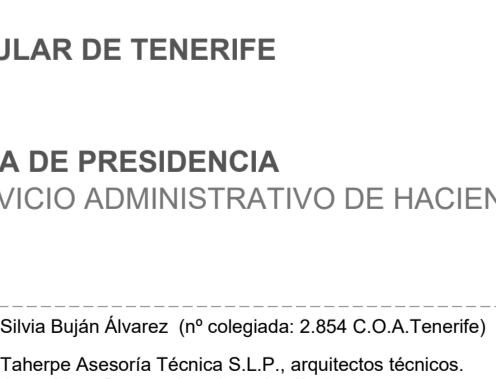 ULAR DE TENERIFE
A DE PRESIDENCIA
VICIO ADMINISTRATIVO DE HACIEN
Silvia Buján Álvarez (nº colegiada: 2.854 C.O.A.Tenerife)
Taherpe Asesoría Técnica S.L.P., arquitectos técnicos.